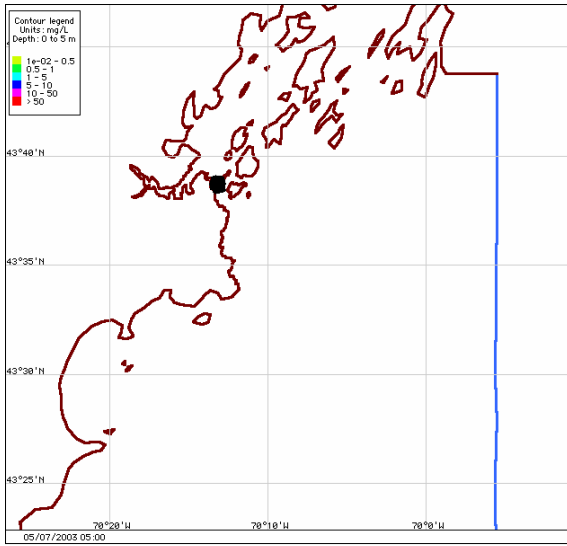 Contour legend
Units: mg/L
Depth: 0 to 5 m
1e-02 - 0.5
0.5 - 1
1 - 5
5 - 10
10 - 50
> 50
43°40'N
43°35'N
43°30'N
43°25'N
70°20'W
70°10'W
70°0'W
05/07/2003 05:00